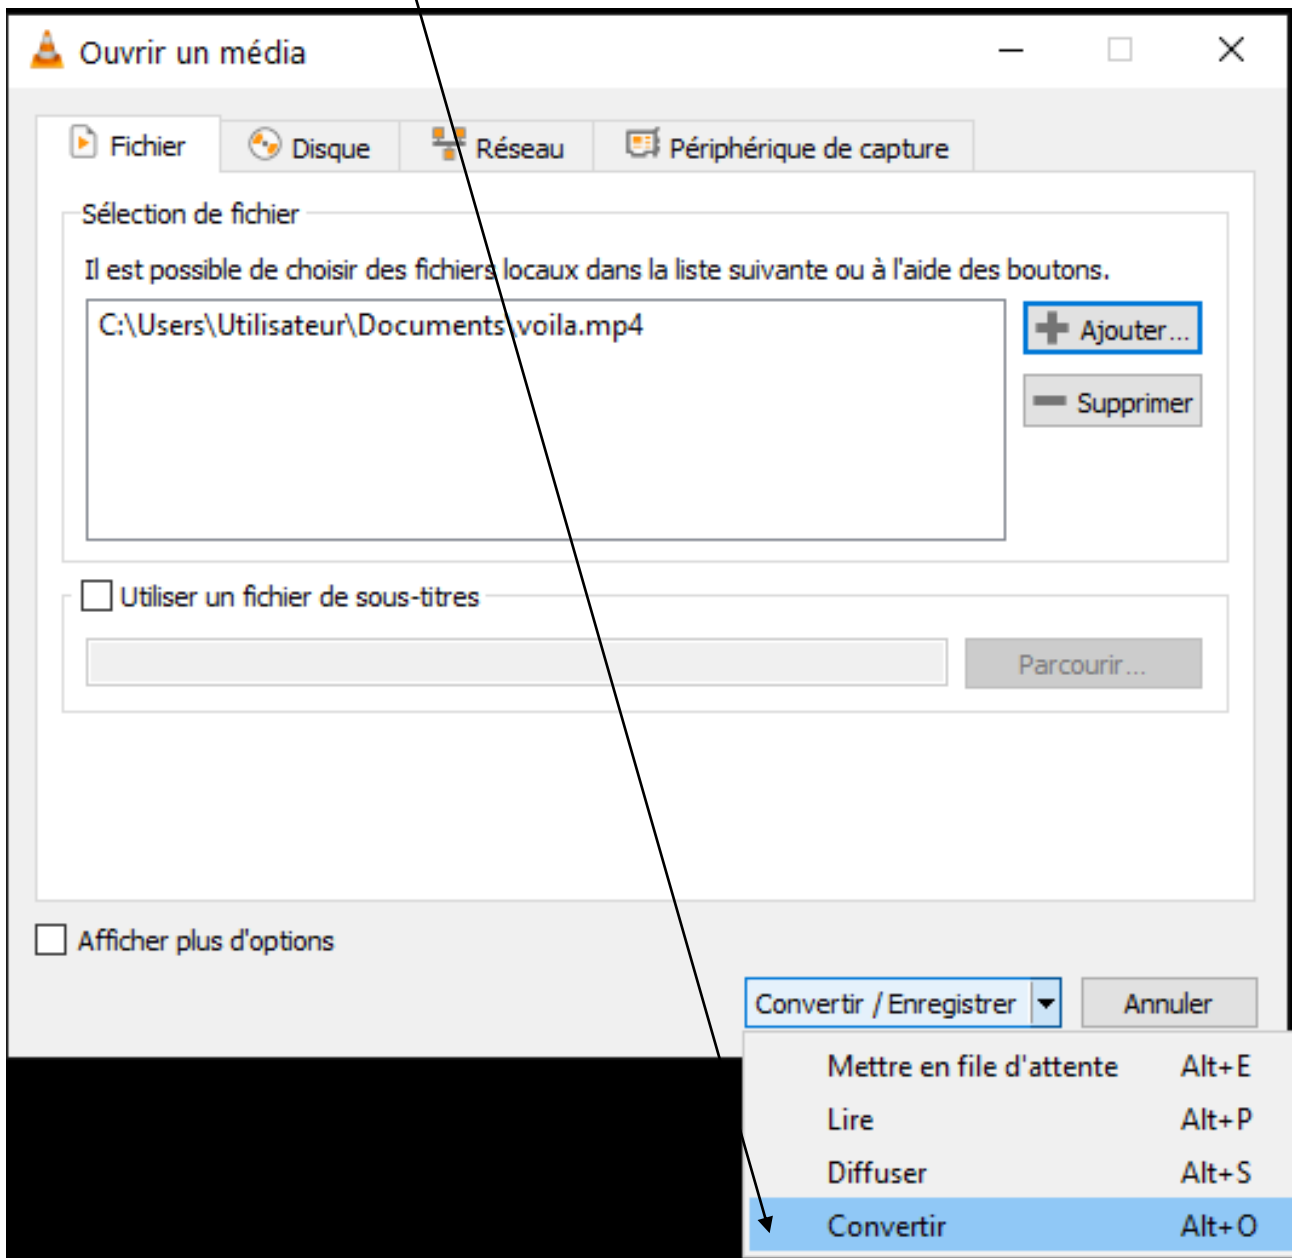 Ouvrir un média
Fichier Disque Réseau Périphérique de capture
Sélection de fichier
Il est possible de choisir des fichiers locaux dans la liste suivante ou à l'aide des boutons.
C:\Users\Utilisateur\Documents\voila.mp4
Ajouter...
Supprimer
Utiliser un fichier de sous-titres
Parcourir...
Afficher plus d'options
Convertir / Enregistrer Annuler
Mettre en file d'attente Alt+E
Lire Alt+P
Diffuser Alt+S
Convertir Alt+O